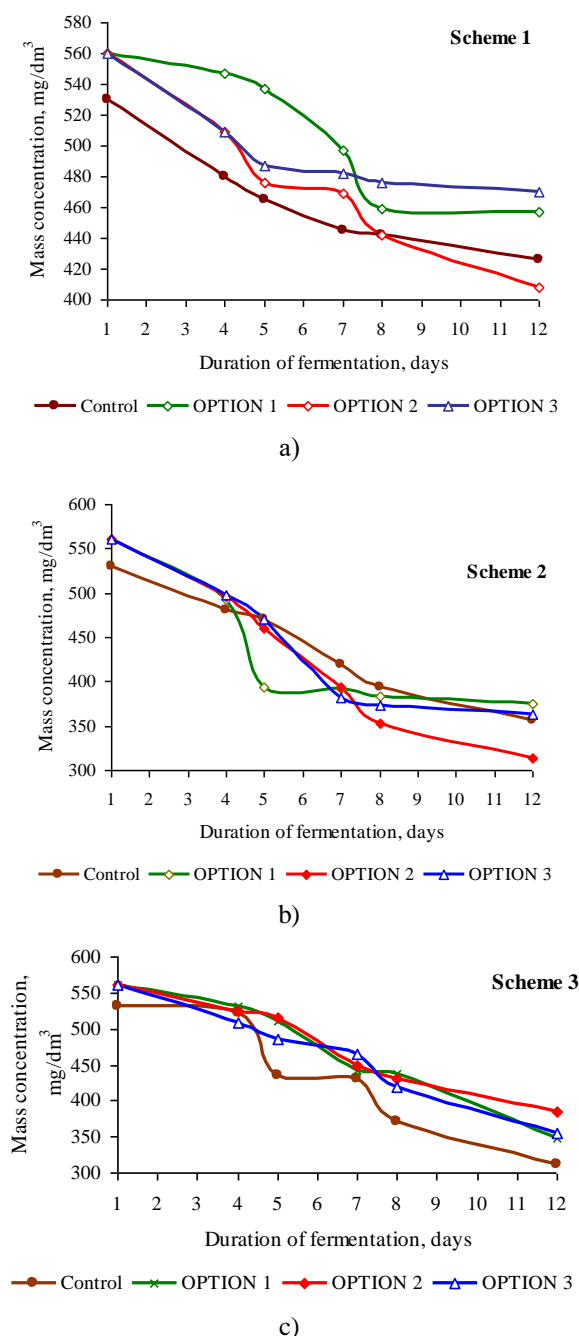 Scheme 1
Mass concentration, mg/dm³
580
560
540
520
500
480
460
440
420
400
1 2 3 4 5 6 7 8 9 10 11 12
Duration of fermentation, days
Control OPTION 1 OPTION 2 OPTION 3
a)
Scheme 2
Mass concentration, mg/dm³
600
550
500
450
400
350
300
1 2 3 4 5 6 7 8 9 10 11 12
Duration of fermentation, days
Control OPTION 1 OPTION 2 OPTION 3
b)
Scheme 3
Mass concentration,
mg/dm³
600
550
500
450
400
350
300
1 2 3 4 5 6 7 8 9 10 11 12
Duration of fermentation, days
Control OPTION 1 OPTION 2 OPTION 3
c)